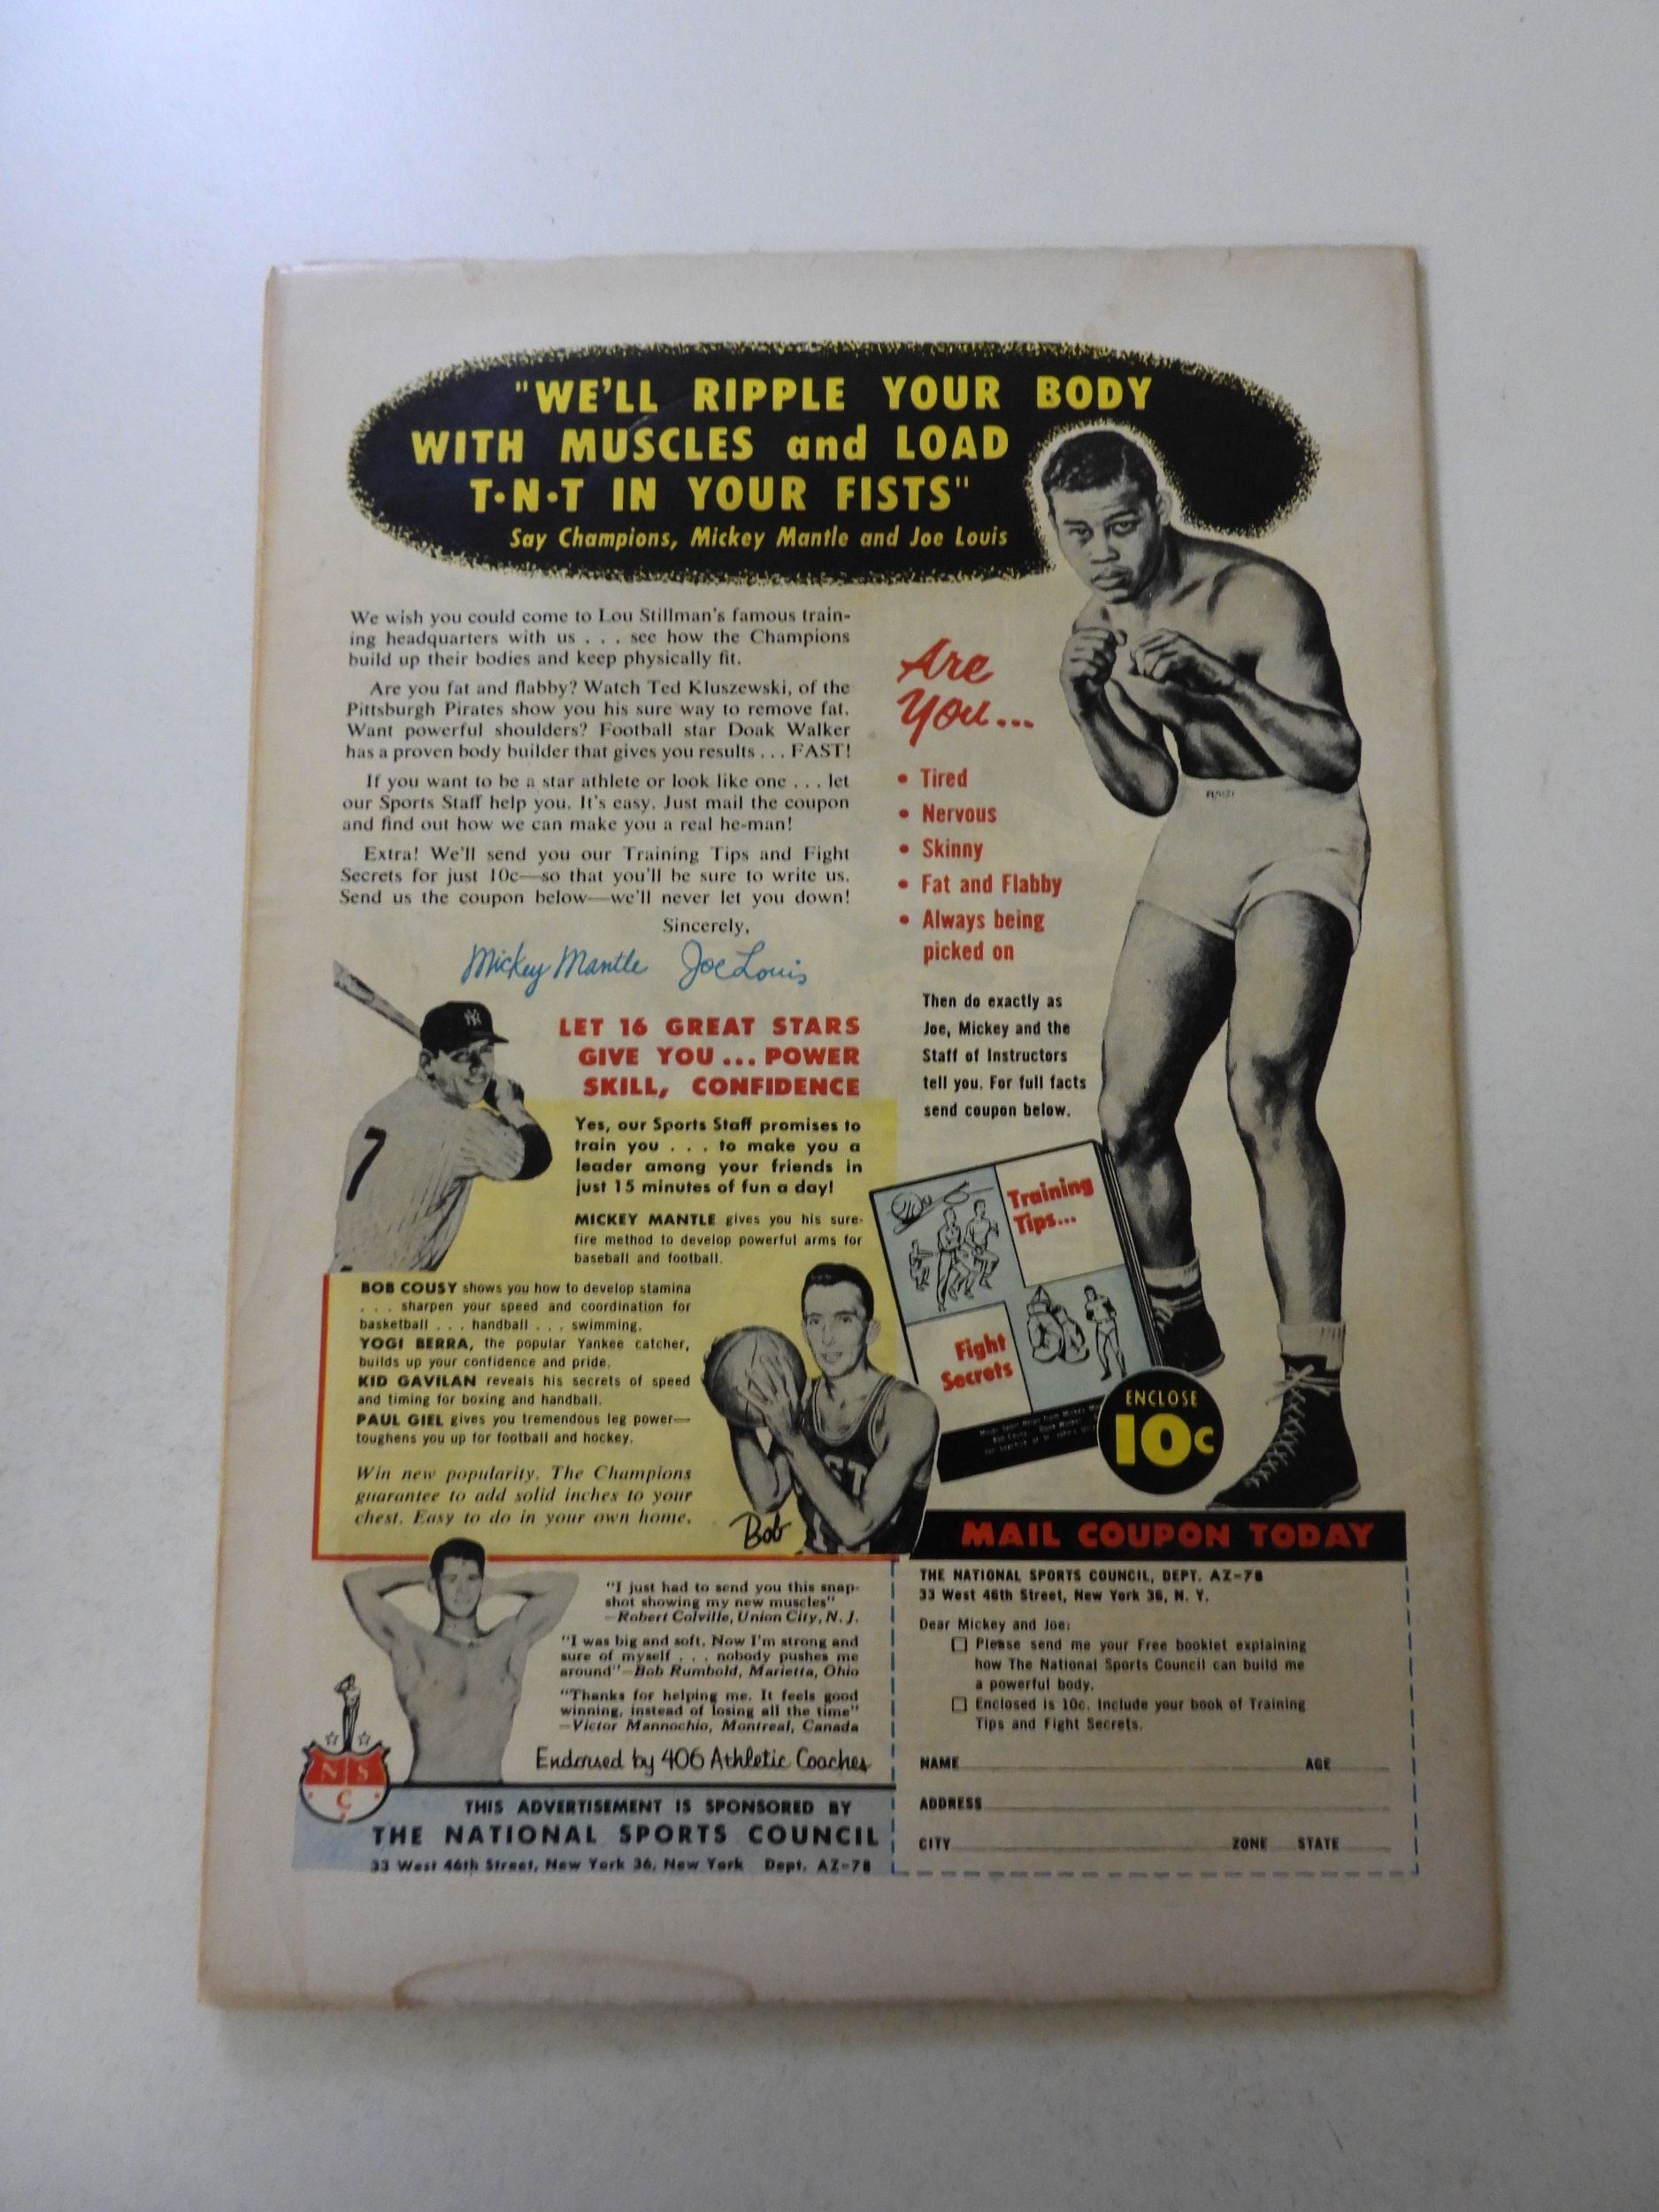 "WE'LL RIPPLE YOUR BODY
WITH MUSCLES and LOAD
T·N·T IN YOUR FISTS"
Say Champions, Mickey Mantle and Joe Louis
We wish you could come to Lou Stillman's famous train-
ing headquarters with us . . . see how the Champions
build up their bodies and keep physically fit.
Are you fat and flabby? Watch Ted Kluszewski, of the
Pittsburgh Pirates show you his sure way to remove fat.
Want powerful shoulders? Football star Doak Walker
has a proven body builder that gives you results . . . FAST!
If you want to be a star athlete or look like one . . . let
our Sports Staff help you. It's easy. Just mail the coupon
and find out how we can make you a real he-man!
Extra! We'll send you our Training Tips and Fight
Secrets for just 10c—so that you'll be sure to write us.
Send us the coupon below—we'll never let you down!
Sincerely,
Mickey Mantle Joe Louis
Are
You...
• Tired
• Nervous
• Skinny
• Fat and Flabby
• Always being
picked on
Then do exactly as
Joe, Mickey and the
Staff of Instructors
tell you. For full facts
send coupon below.
7
LET 16 GREAT STARS
GIVE YOU ... POWER
SKILL, CONFIDENCE
Yes, our Sports Staff promises to
train you . . . to make you a
leader among your friends in
just 15 minutes of fun a day!
MICKEY MANTLE gives you his sure-
fire method to develop powerful arms for
baseball and football.
BOB COUSY shows you how to develop stamina
. . . sharpen your speed and coordination for
basketball . . . handball . . . swimming.
YOGI BERRA, the popular Yankee catcher,
builds up your confidence and pride.
KID GAVILAN reveals his secrets of speed
and timing for boxing and handball.
PAUL GIEL gives you tremendous leg power—
toughens you up for football and hockey.
Win new popularity. The Champions
guarantee to add solid inches to your
chest. Easy to do in your own home.
Bob
Training
Tips...
Fight
Secrets
ENCLOSE
10c
"I just had to send you this snap-
shot showing my new muscles"
—Robert Colville, Union City, N. J.
"I was big and soft. Now I'm strong and
sure of myself . . . nobody pushes me
around"—Bob Rumbold, Marietta, Ohio
"Thanks for helping me. It feels good
winning, instead of losing all the time"
—Victor Mannochio, Montreal, Canada
Endorsed by 406 Athletic Coaches
N S
C
THIS ADVERTISEMENT IS SPONSORED BY
THE NATIONAL SPORTS COUNCIL
33 West 46th Street, New York 36, New York Dept. AZ-78
MAIL COUPON TODAY
THE NATIONAL SPORTS COUNCIL, DEPT. AZ-78
33 West 46th Street, New York 36, N. Y.
Dear Mickey and Joe:
Please send me your Free booklet explaining
how The National Sports Council can build me
a powerful body.
Enclosed is 10c. Include your book of Training
Tips and Fight Secrets.
NAME AGE
ADDRESS
CITY ZONE STATE